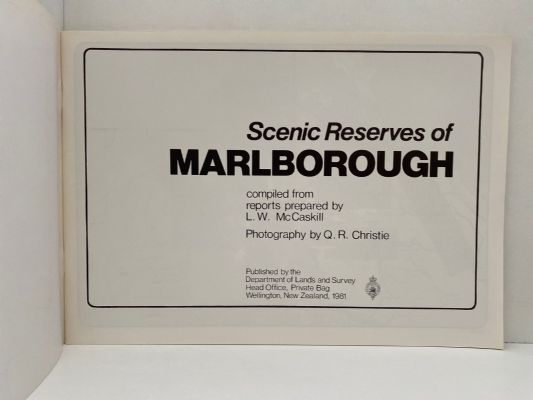 Scenic Reserves of
MARLBOROUGH
compiled from
reports prepared by
L. W. McCaskill
Photography by Q. R. Christie
Published by the
Department of Lands and Survey
Head Office, Private Bag
Wellington, New Zealand, 1981